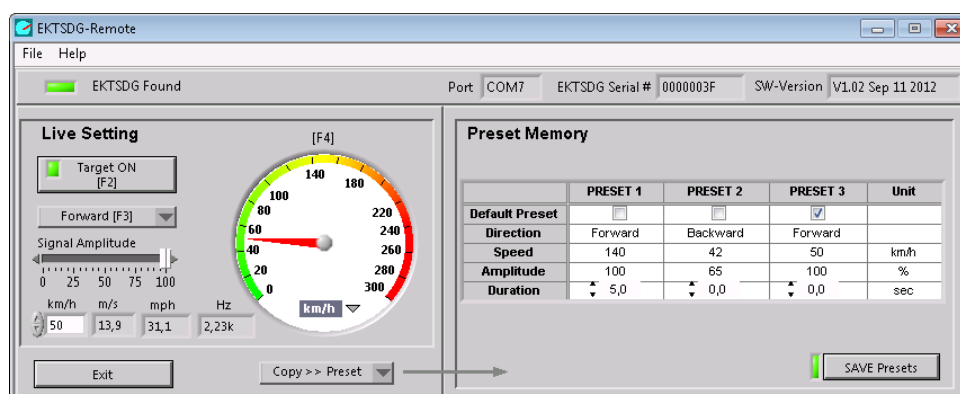 EKTSDG-Remote
File Help
EKTSDG Found Port COM7 EKTSDG Serial # 0000003F SW-Version V1.02 Sep 11 2012
Live Setting
Target ON
[F2]
Forward [F3]
Signal Amplitude
0 25 50 75 100
km/h m/s mph Hz
50 13,9 31,1 2,23k
Exit
[F4]
0 20 40 60 80 100 140 180 220 240 260 280 300
km/h
Copy >> Preset
Preset Memory
PRESET 1 PRESET 2 PRESET 3 Unit
Default Preset
Direction Forward Backward Forward
Speed 140 42 50 km/h
Amplitude 100 65 100 %
Duration 5,0 0,0 0,0 sec
SAVE Presets